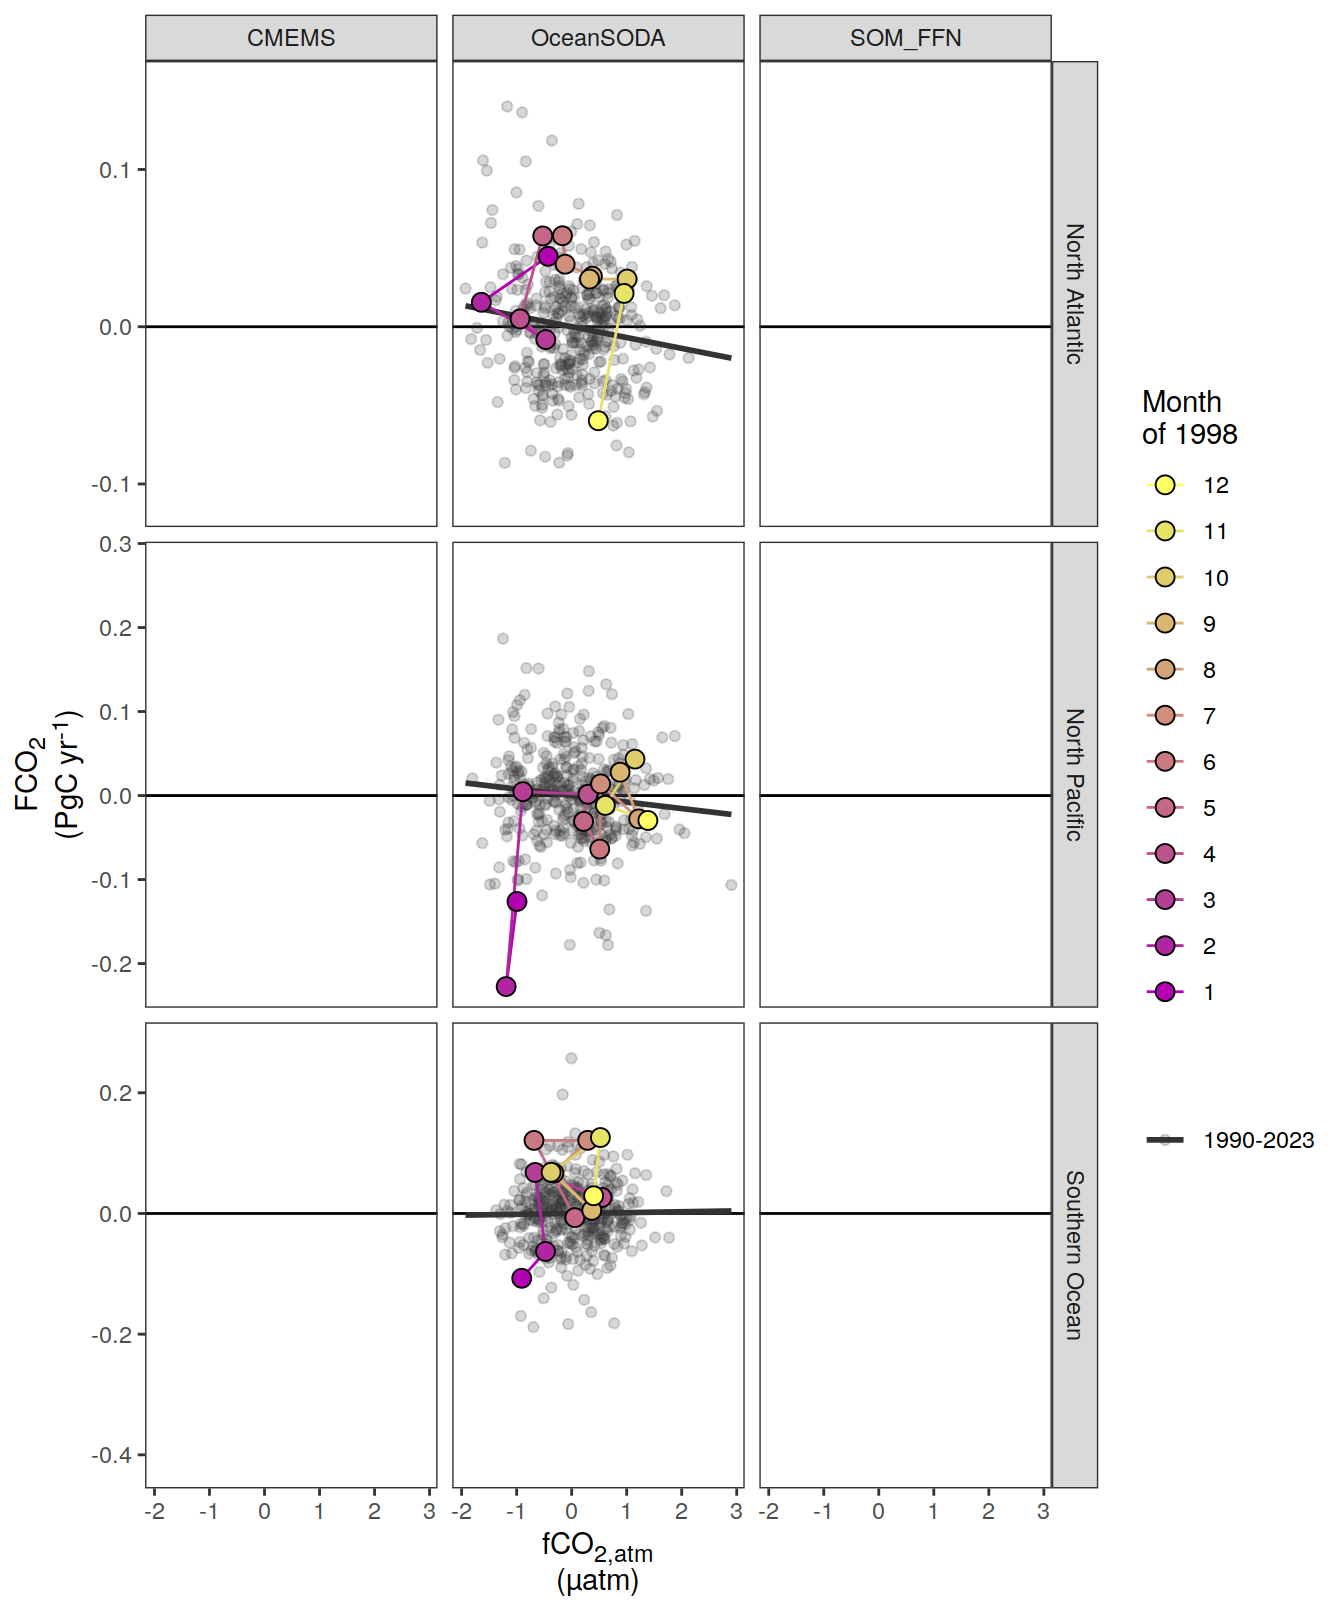 CMEMS OceanSODA SOM_FFN
0.1
0.0
-0.1
North Atlantic
0.3
0.2
0.1
0.0
-0.1
-0.2
North Pacific
0.2
0.0
-0.2
-0.4
Southern Ocean
FCO₂
(PgC yr⁻¹)
-2 -1 0 1 2 3 -2 -1 0 1 2 3 -2 -1 0 1 2 3
fCO₂,ₐₜₘ
(µatm)
Month
of 1998
12
11
10
9
8
7
6
5
4
3
2
1
1990-2023